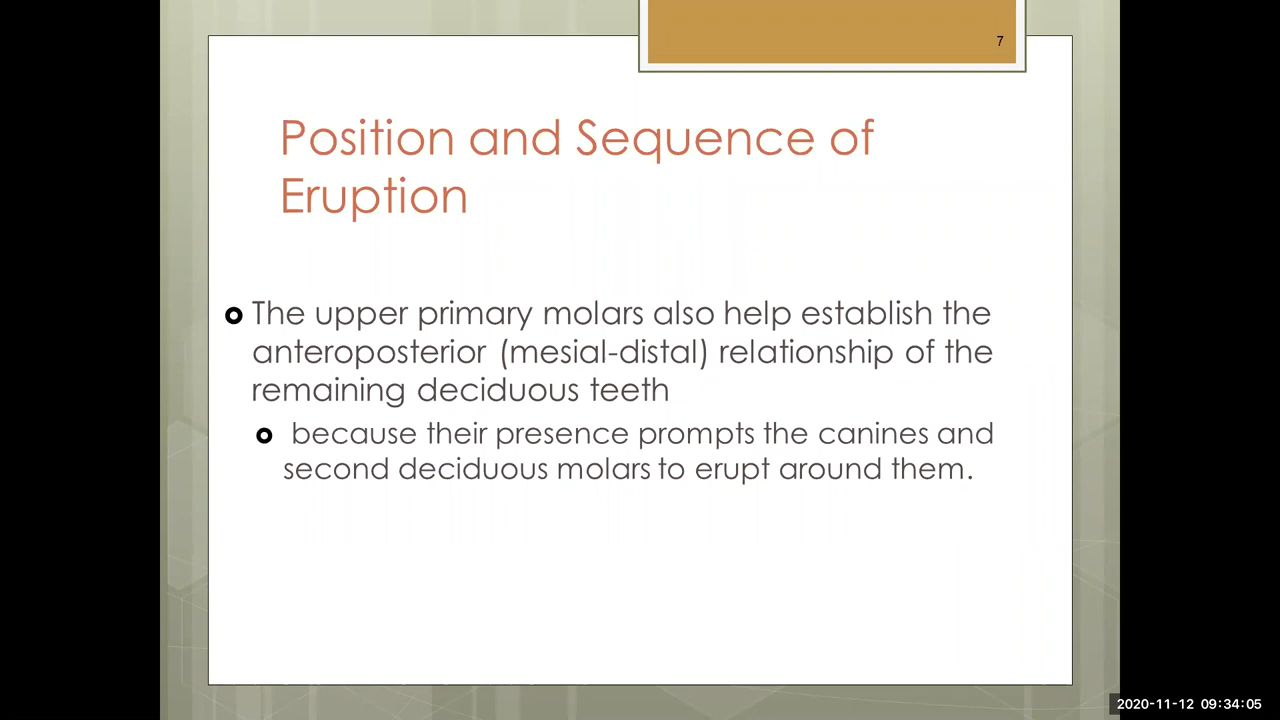 7
Position and Sequence of
Eruption
The upper primary molars also help establish the
anteroposterior (mesial-distal) relationship of the
remaining deciduous teeth
because their presence prompts the canines and
second deciduous molars to erupt around them.
2020-11-12 09:34:05